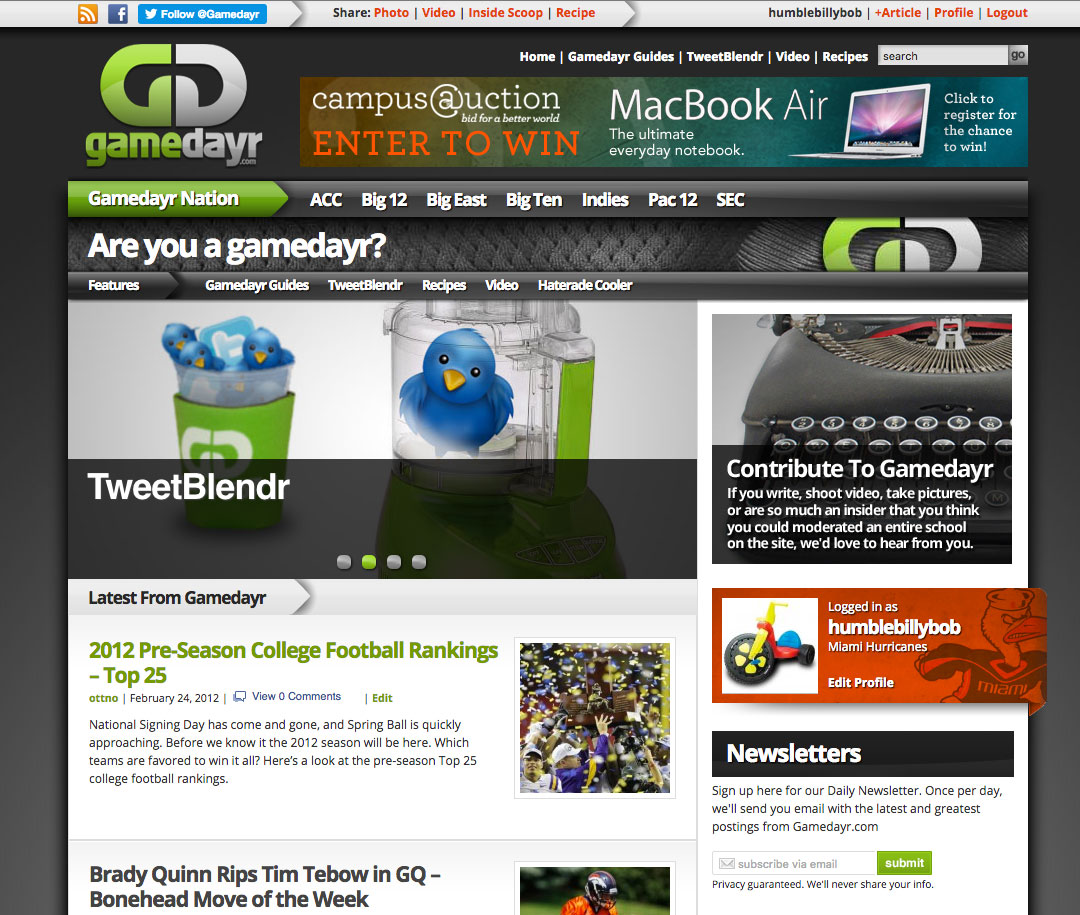 Follow @Gamedayr
Share: Photo | Video | Inside Scoop | Recipe
humblebillybob | +Article | Profile | Logout
Home | Gamedayr Guides | TweetBlendr | Video | Recipes
search
go
gamedayr
.com
campus@uction
bid for a better world
ENTER TO WIN
MacBook Air
The ultimate
everyday notebook.
Click to
register for
the chance
to win!
Gamedayr Nation
ACC Big 12 Big East Big Ten Indies Pac 12 SEC
Are you a gamedayr?
Features
Gamedayr Guides TweetBlendr Recipes Video Haterade Cooler
TweetBlendr
Contribute To Gamedayr
If you write, shoot video, take pictures,
or are so much an insider that you think
you could moderated an entire school
on the site, we'd love to hear from you.
Latest From Gamedayr
2012 Pre-Season College Football Rankings
– Top 25
ottno | February 24, 2012 | View 0 Comments | Edit
National Signing Day has come and gone, and Spring Ball is quickly
approaching. Before we know it the 2012 season will be here. Which
teams are favored to win it all? Here's a look at the pre-season Top 25
college football rankings.
Logged in as
humblebillybob
Miami Hurricanes
Edit Profile
MIAMI
Newsletters
Sign up here for our Daily Newsletter. Once per day,
we'll send you email with the latest and greatest
postings from Gamedayr.com
subscribe via email
submit
Privacy guaranteed. We'll never share your info.
Brady Quinn Rips Tim Tebow in GQ –
Bonehead Move of the Week